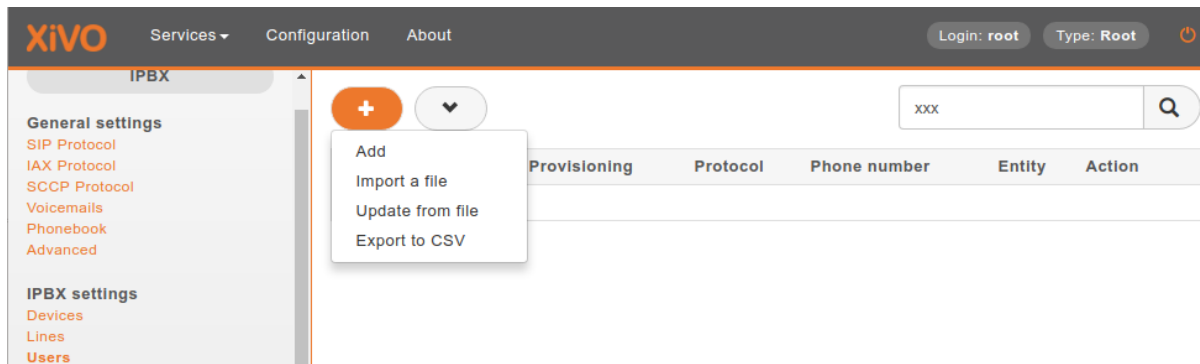 XiVO Services Configuration About Login: root Type: Root
IPBX
General settings
SIP Protocol
IAX Protocol
SCCP Protocol
Voicemails
Phonebook
Advanced
IPBX settings
Devices
Lines
Users
xxx
Add
Import a file
Update from file
Export to CSV
Provisioning Protocol Phone number Entity Action